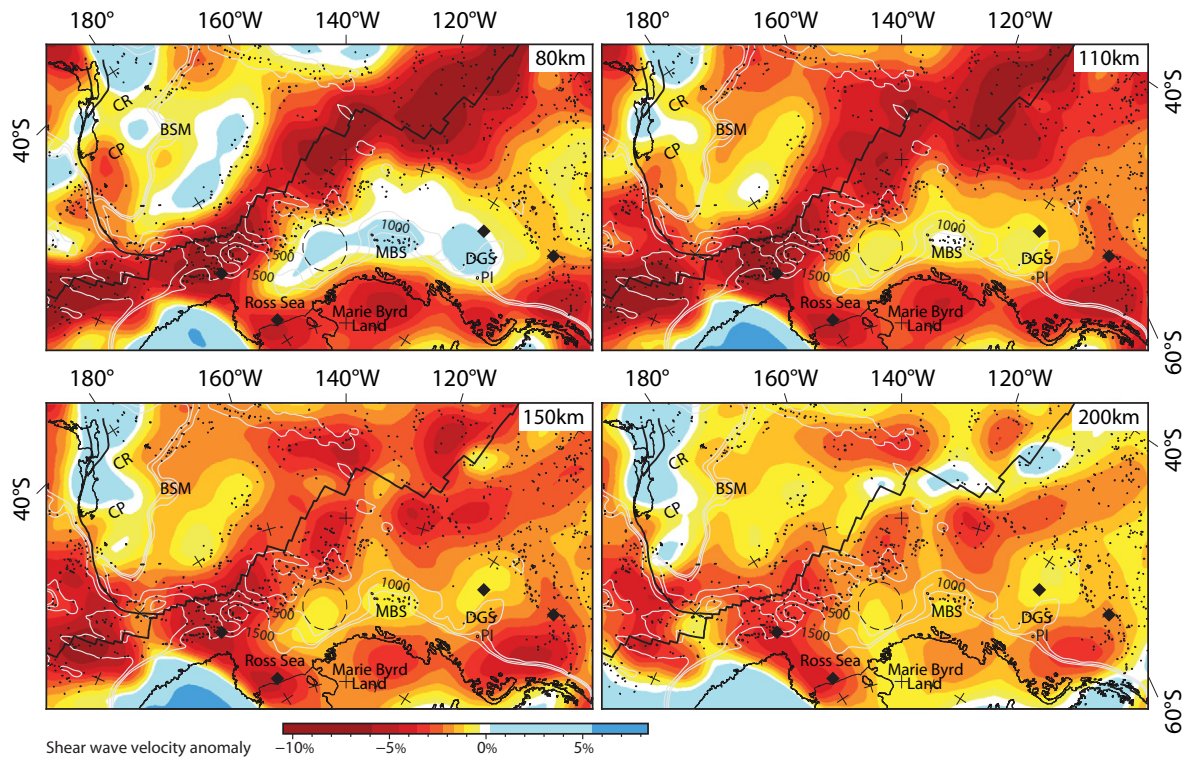 180° 160°W 140°W 120°W 180° 160°W 140°W 120°W
80km 110km
40°S 40°S
CR CR
BSM BSM
CP CP
1000 1000
500 500
MBS MBS
DGS DGS
1500 PI 1500 PI
Ross Sea Marie Byrd Land Ross Sea Marie Byrd Land
60°S
180° 160°W 140°W 120°W 180° 160°W 140°W 120°W
150km 200km
40°S 40°S
CR CR
BSM BSM
CP CP
1000 1000
500 500
MBS MBS
DGS DGS
1500 PI 1500 PI
Ross Sea Marie Byrd Land Ross Sea Marie Byrd Land
60°S
Shear wave velocity anomaly −10% −5% 0% 5%